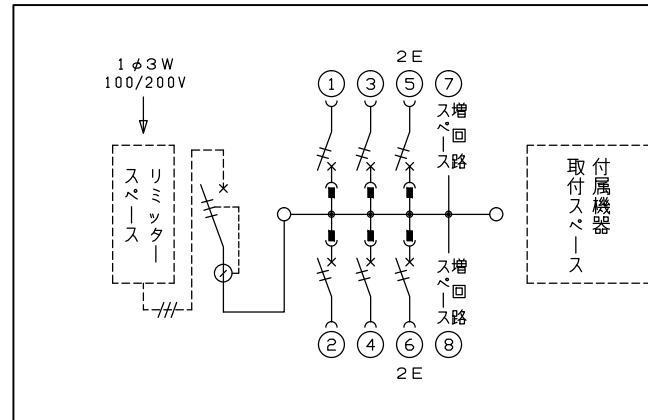 1φ3W
100/200V
リミッター
スペース
2E
① ③ ⑤ ⑦
増回路
スペース
付属機器
取付スペース
増回路
スペース
② ④ ⑥ ⑧
2E